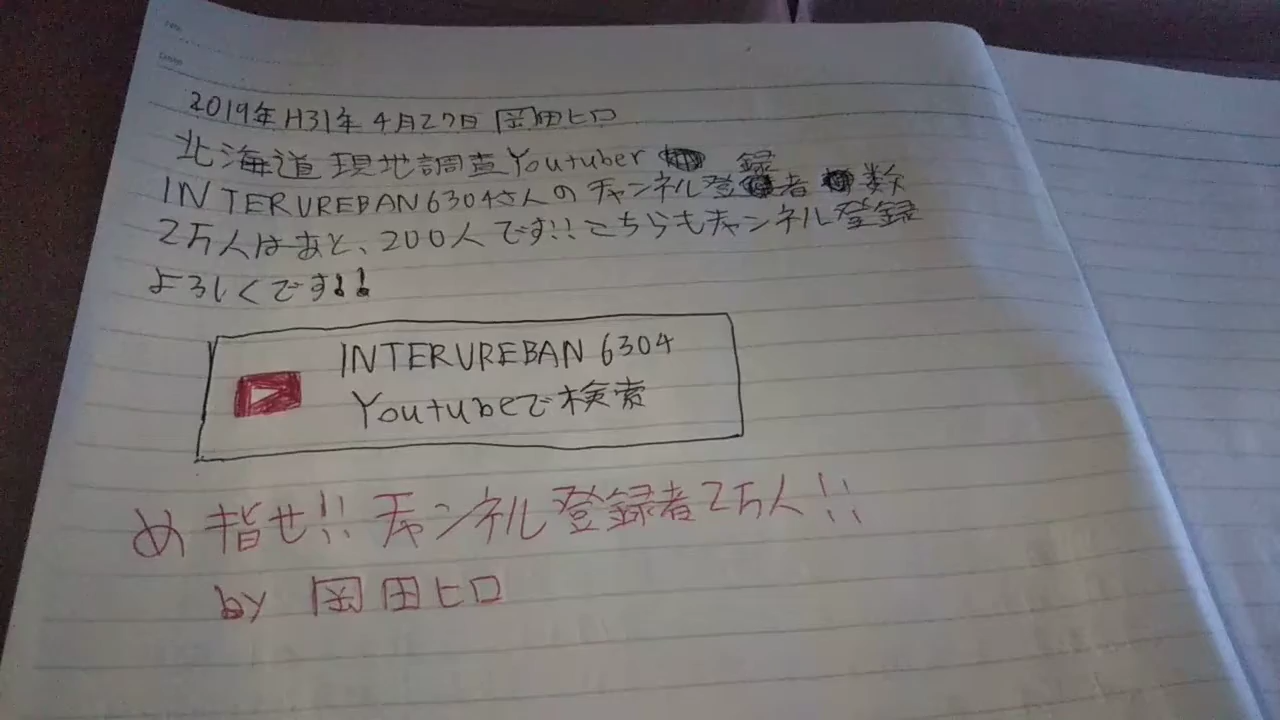 2019年H31年4月27日 岡田ヒロ
北海道現地調査Youtuber
INTERUREBAN6304さんのチャンネル登録者数
2万人はあと、200人です!!こちらもチャンネル登録
よろしくです!!
INTERUREBAN 6304
Youtubeで検索
め指せ!!チャンネル登録者2万人!!
by 岡田ヒロ